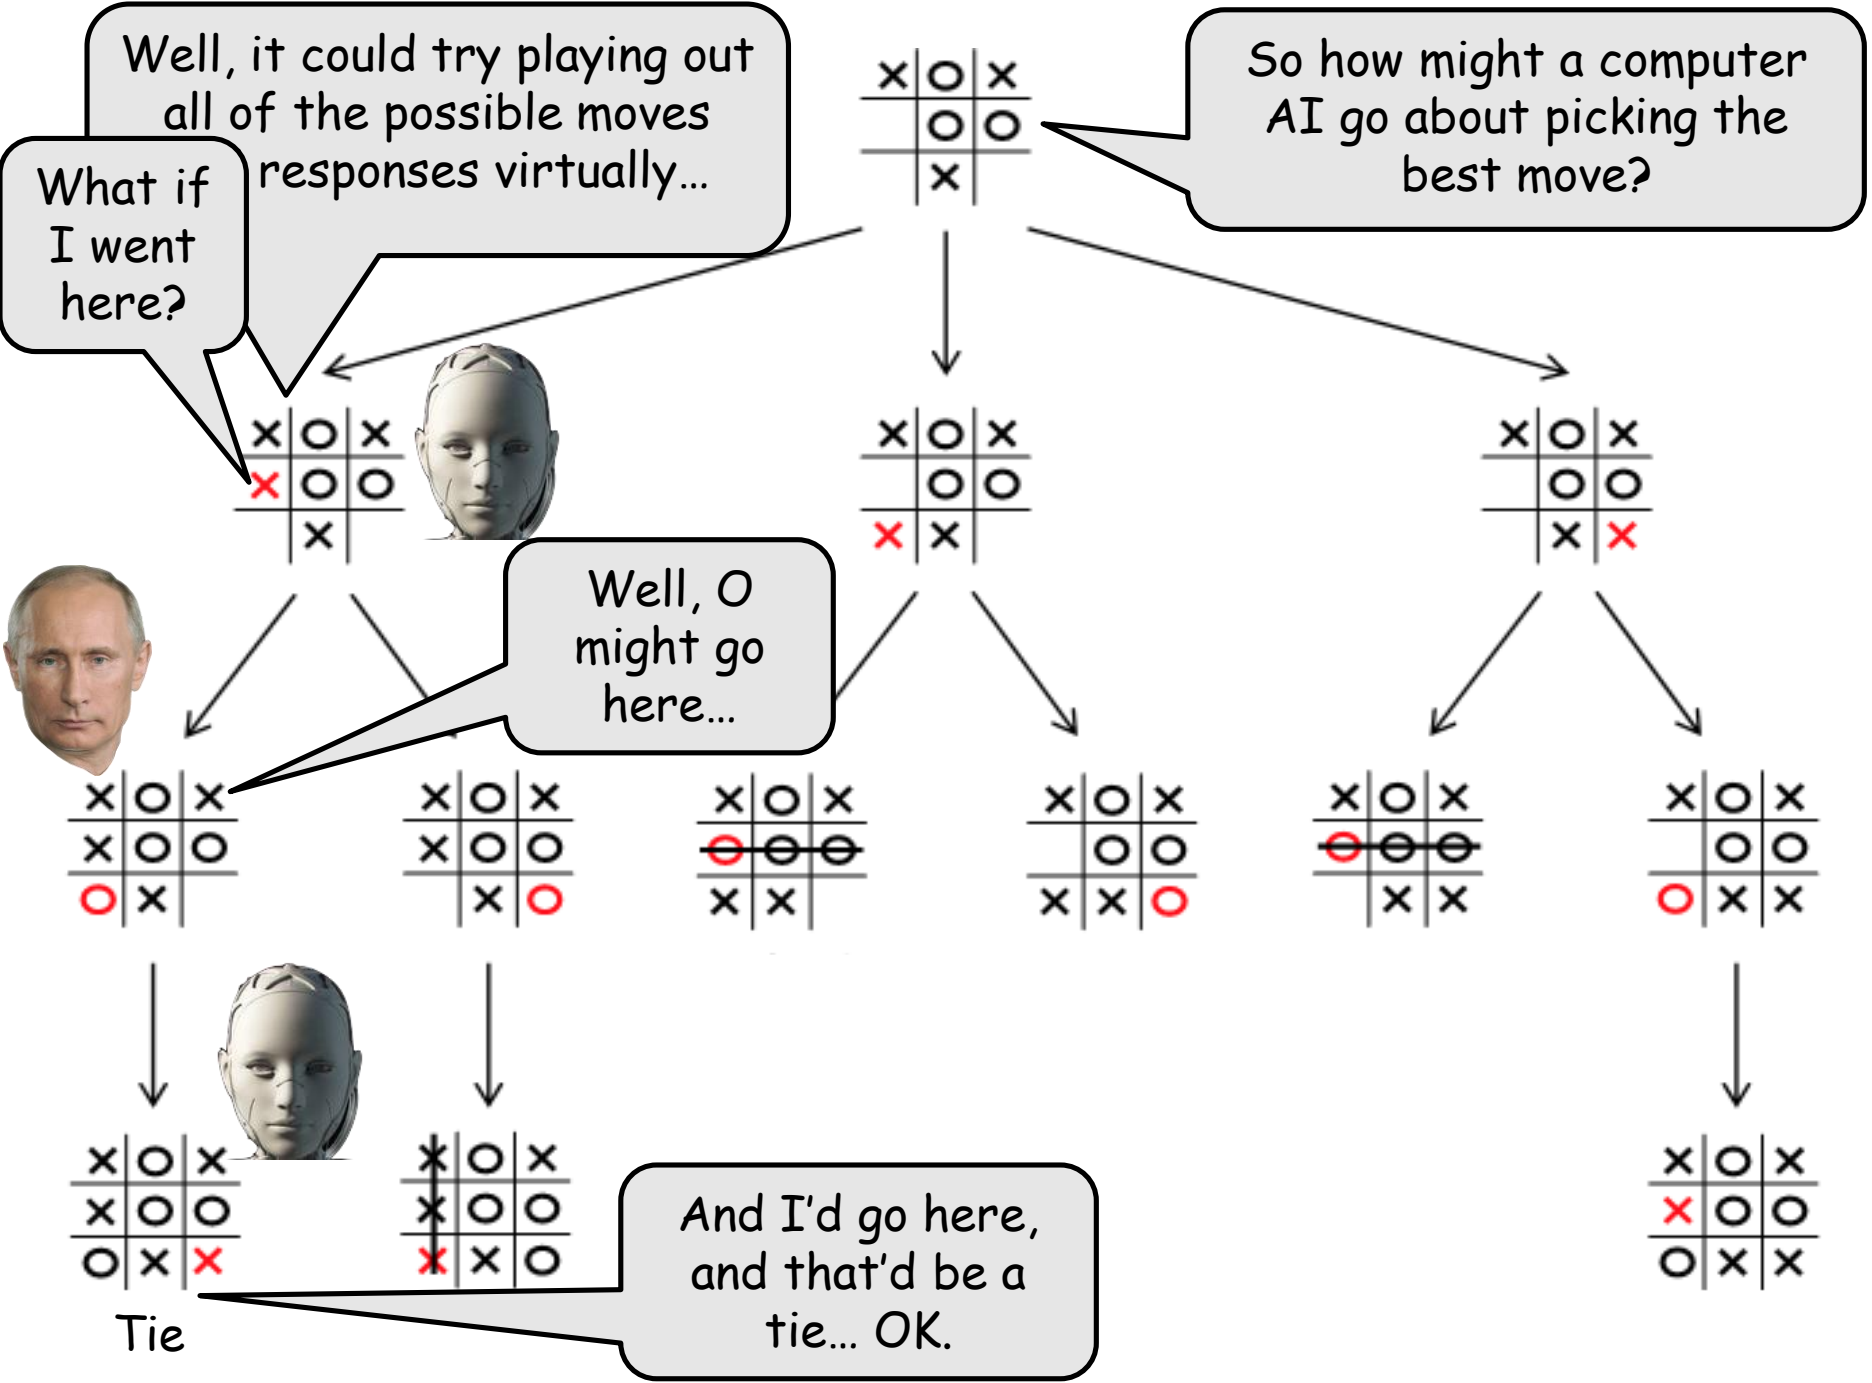 Well, it could try playing out
all of the possible moves
responses virtually...
So how might a computer
AI go about picking the
best move?
What if
I went
here?
X O X
O O
X
X O X
X O O
X
X O X
O O
X X
X O X
O O
X X
Well, O
might go
here...
X O X
X O O
O X
X O X
X O O
X O
X O X
O O O
X X
X O X
O O
X X O
X O X
O O O
X X
X O X
O O
O X X
X O X
X O O
O X X
X O X
X O O
X X O
X O X
X O O
O X X
Tie
And I'd go here,
and that'd be a
tie... OK.